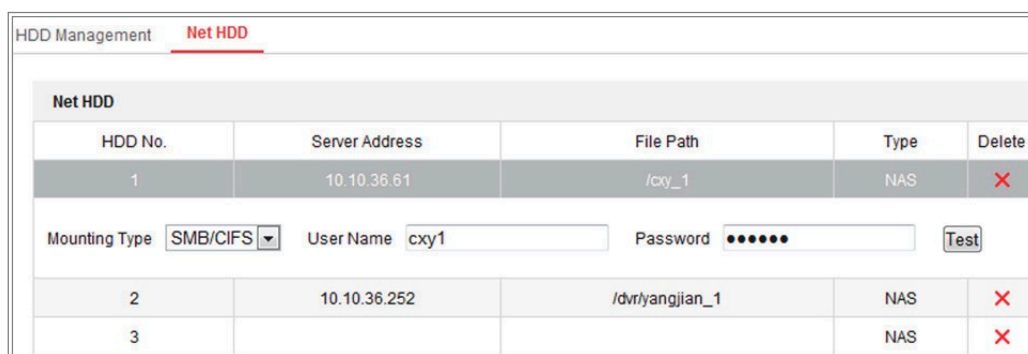 HDD Management Net HDD
Net HDD
HDD No. Server Address File Path Type Delete
1 10.10.36.61 /cxy_1 NAS
Mounting Type SMB/CIFS User Name cxy1 Password ●●●●●● Test
2 10.10.36.252 /dvr/yangjian_1 NAS
3 NAS